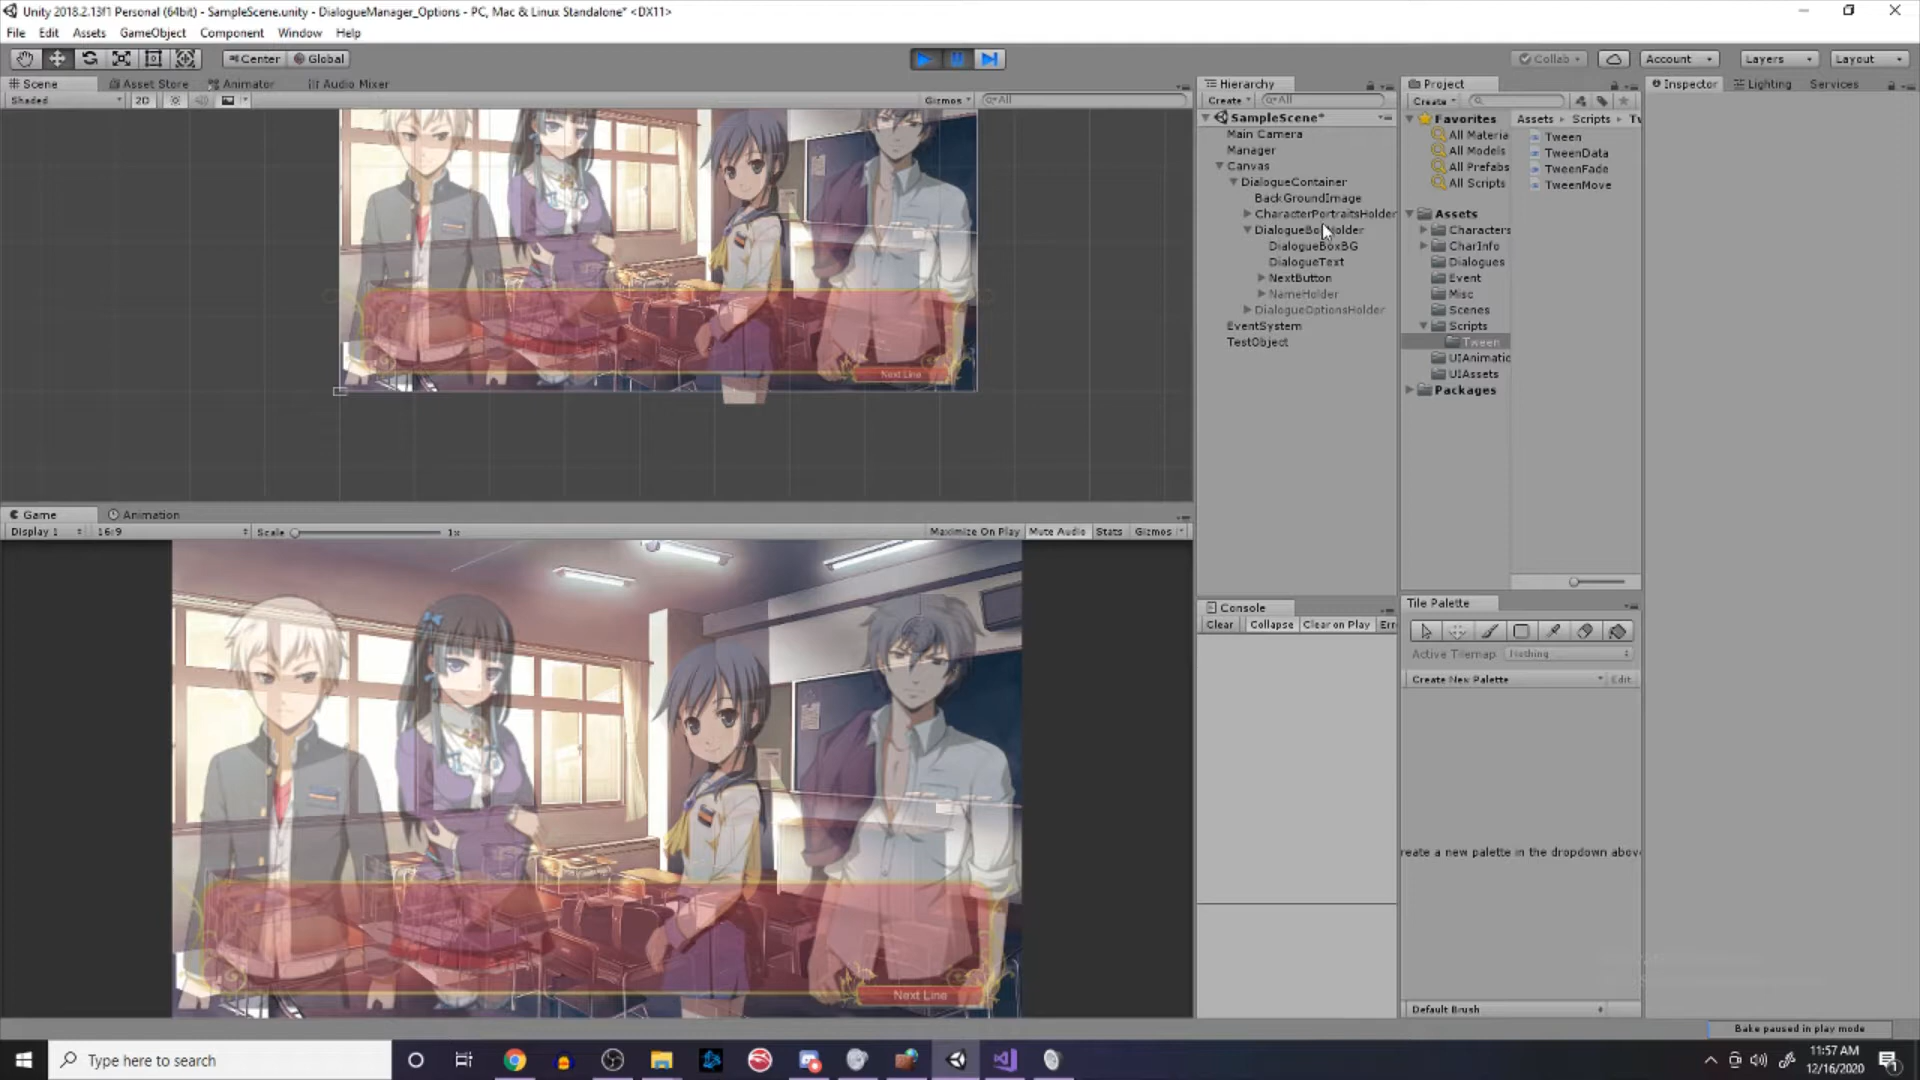 Unity 2018.2.13f1 Personal (64bit) - SampleScene.unity - DialogueManager_Options - PC, Mac & Linux Standalone* <DX11>
File Edit Assets GameObject Component Window Help
Center Global
Collab Account Layers Layout
Scene Asset Store Animator Audio Mixer
Shaded 2D Gizmos All
Next Line
Game Animation
Display 1 16:9 Scale 1x Maximize On Play Mute Audio Stats Gizmos
Next Line
Hierarchy
Create All
SampleScene*
Main Camera
Manager
Canvas
DialogueContainer
BackGroundImage
CharacterPortraitsHolder
DialogueBoxHolder
DialogueBoxBG
DialogueText
NextButton
NameHolder
DialogueOptionsHolder
EventSystem
TestObject
Console
Clear Collapse Clear on Play Err
Project
Create
Favorites
All Materia
All Models
All Prefabs
All Scripts
Assets
Characters
CharInfo
Dialogues
Event
Misc
Scenes
Scripts
Tween
UIAnimatic
UIAssets
Packages
Assets Scripts Tv
Tween
TweenData
TweenFade
TweenMove
Tile Palette
Active Tilemap Nothing
Create New Palette Edit
reate a new palette in the dropdown above
Default Brush
Inspector Lighting Services
Bake paused in play mode
Type here to search
11:57 AM
12/16/2020